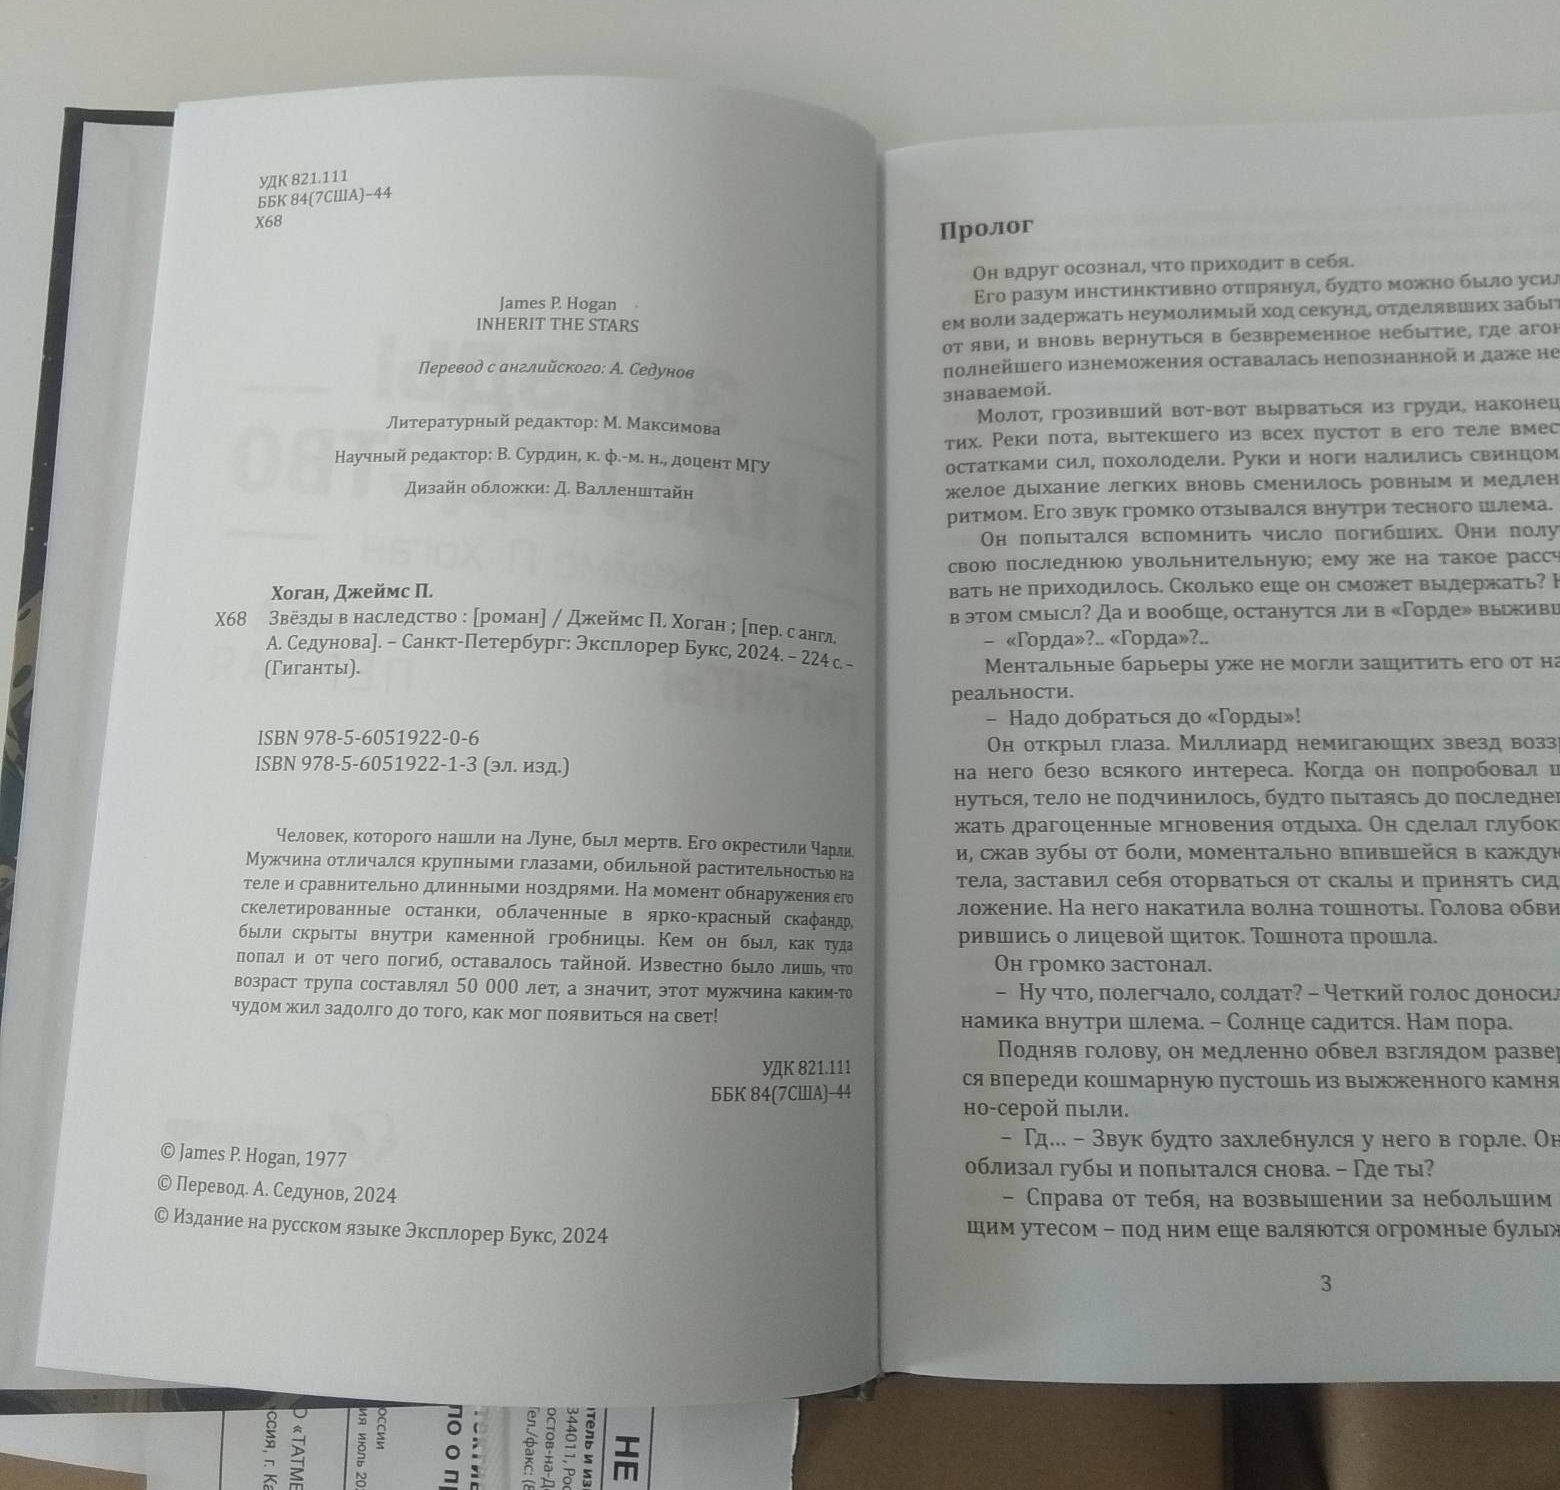 УДК 821.111
ББК 84(7США)–44
Х68
James P. Hogan
INHERIT THE STARS
Перевод с английского: А. Седунов
Литературный редактор: М. Максимова
Научный редактор: В. Сурдин, к. ф.-м. н., доцент МГУ
Дизайн обложки: Д. Валленштайн
Хоган, Джеймс П.
Х68 Звёзды в наследство : [роман] / Джеймс П. Хоган ; [пер. с англ.
А. Седунова]. – Санкт-Петербург: Эксплорер Букс, 2024. – 224 с. –
(Гиганты).
ISBN 978-5-6051922-0-6
ISBN 978-5-6051922-1-3 (эл. изд.)
Человек, которого нашли на Луне, был мертв. Его окрестили Чарли.
Мужчина отличался крупными глазами, обильной растительностью на
теле и сравнительно длинными ноздрями. На момент обнаружения его
скелетированные останки, облаченные в ярко-красный скафандр,
были скрыты внутри каменной гробницы. Кем он был, как туда
попал и от чего погиб, оставалось тайной. Известно было лишь, что
возраст трупа составлял 50 000 лет, а значит, этот мужчина каким-то
чудом жил задолго до того, как мог появиться на свет!
УДК 821.111
ББК 84(7США)–44
© James P. Hogan, 1977
© Перевод. А. Седунов, 2024
© Издание на русском языке Эксплорер Букс, 2024
Пролог
Он вдруг осознал, что приходит в себя.
Его разум инстинктивно отпрянул, будто можно было усил
ем воли задержать неумолимый ход секунд, отделявших забыт
от яви, и вновь вернуться в безвременное небытие, где агон
полнейшего изнеможения оставалась непознанной и даже не
знаваемой.
Молот, грозивший вот-вот вырваться из груди, наконец
тих. Реки пота, вытекшего из всех пустот в его теле вмес
остатками сил, похолодели. Руки и ноги налились свинцом
желое дыхание легких вновь сменилось ровным и медлен
ритмом. Его звук громко отзывался внутри тесного шлема.
Он попытался вспомнить число погибших. Они полу
свою последнюю увольнительную; ему же на такое рассч
вать не приходилось. Сколько еще он сможет выдержать?
в этом смысл? Да и вообще, останутся ли в «Горде» выживш
– «Горда»?.. «Горда»?..
Ментальные барьеры уже не могли защитить его от на
реальности.
– Надо добраться до «Горды»!
Он открыл глаза. Миллиард немигающих звезд воззр
на него безо всякого интереса. Когда он попробовал
нуться, тело не подчинилось, будто пытаясь до последнег
жать драгоценные мгновения отдыха. Он сделал глубок
и, сжав зубы от боли, моментально впившейся в каждую
тела, заставил себя оторваться от скалы и принять сид
ложение. На него накатила волна тошноты. Голова обви
рившись о лицевой щиток. Тошнота прошла.
Он громко застонал.
– Ну что, полегчало, солдат? – Четкий голос доносил
намика внутри шлема. – Солнце садится. Нам пора.
Подняв голову, он медленно обвел взглядом развер
ся впереди кошмарную пустошь из выжженного камня
но-серой пыли.
– Гд... – Звук будто захлебнулся у него в горле. Он
облизал губы и попытался снова. – Где ты?
– Справа от тебя, на возвышении за небольшим
щим утесом – под ним еще валяются огромные булыж
3
НЕ
344011, Рос
Тел./факс: (8
ПО О П
О «ТАТМЕ